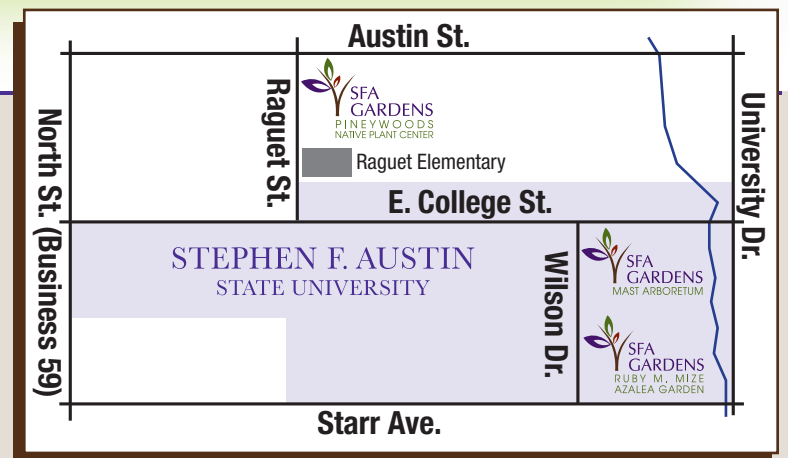 Austin St.
North St. (Business 59)
Raguet St.
SFA
GARDENS
PINEYWOODS
NATIVE PLANT CENTER
Raguet Elementary
University Dr.
E. College St.
STEPHEN F. AUSTIN
STATE UNIVERSITY
Wilson Dr.
SFA
GARDENS
MAST ARBORETUM
SFA
GARDENS
RUBY M. MIZE
AZALEA GARDEN
Starr Ave.